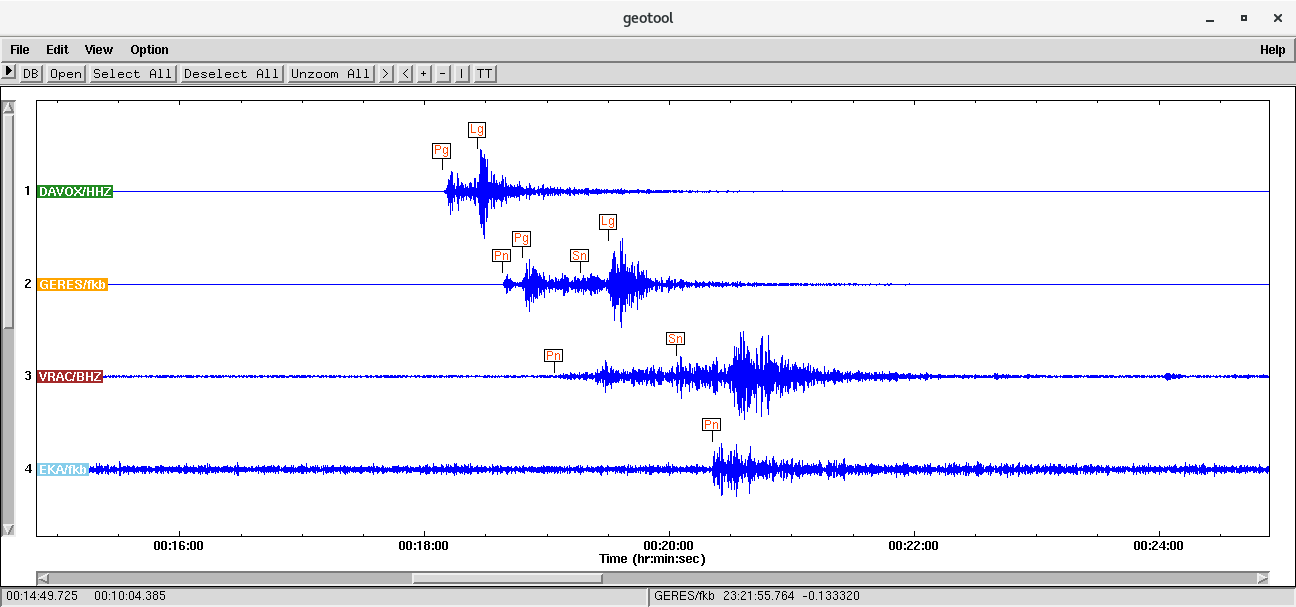 geotool
File Edit View Option Help
DB Open Select All Deselect All Unzoom All > < + - | TT
Lg
Pg
1 DAVOX/HHZ
Lg
Pg
Pn Sn
2 GERES/fkb
Sn
Pn
3 VRAC/BHZ
Pn
4 EKA/fkb
00:16:00 00:18:00 00:20:00 00:22:00 00:24:00
Time (hr:min:sec)
00:14:49.725 00:10:04.385 GERES/fkb 23:21:55.764 -0.133320